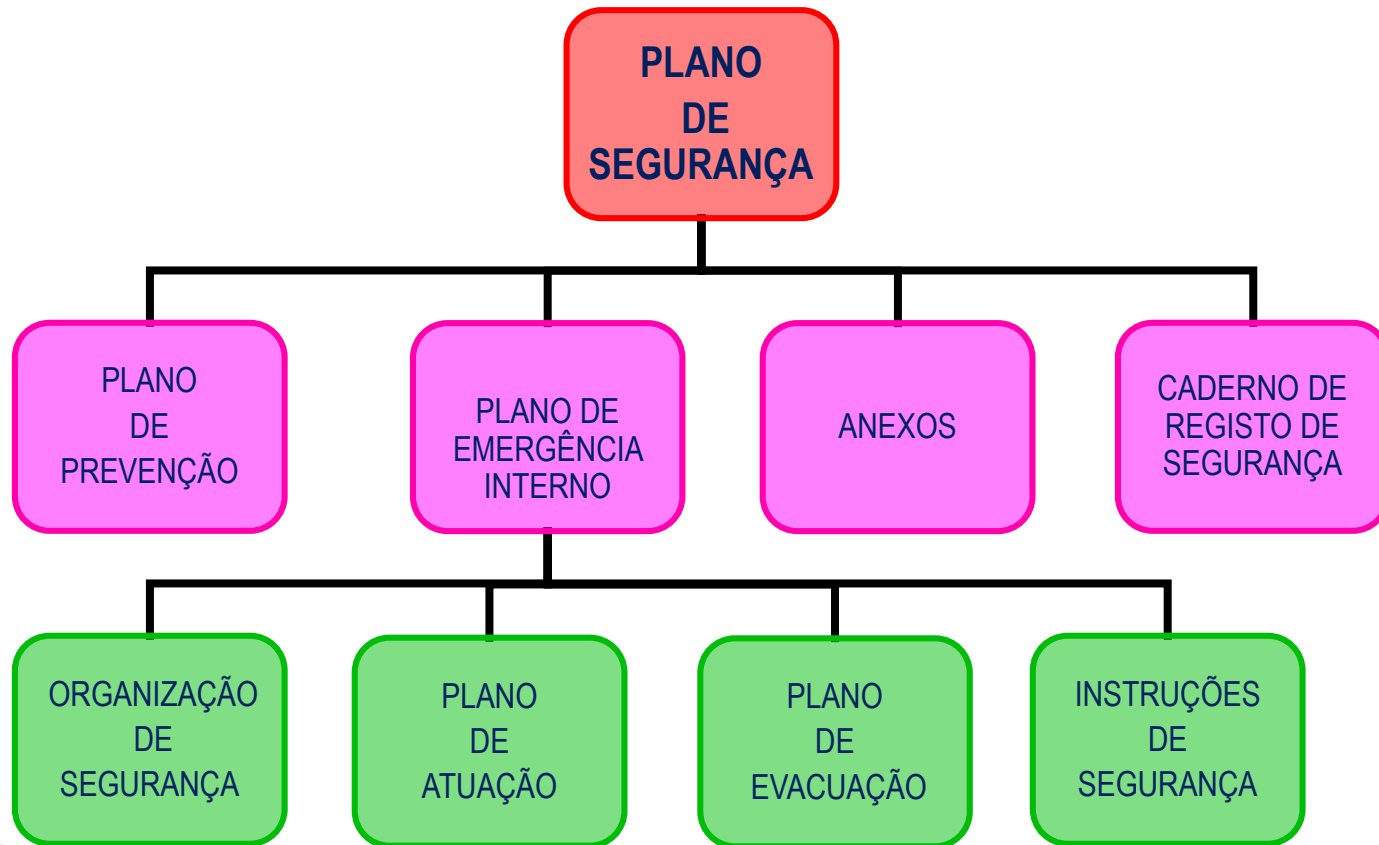 PLANO
DE
SEGURANÇA
PLANO
DE
PREVENÇÃO
PLANO DE
EMERGÊNCIA
INTERNO
ANEXOS
CADERNO DE
REGISTO DE
SEGURANÇA
ORGANIZAÇÃO
DE
SEGURANÇA
PLANO
DE
ATUAÇÃO
PLANO
DE
EVACUAÇÃO
INSTRUÇÕES
DE
SEGURANÇA